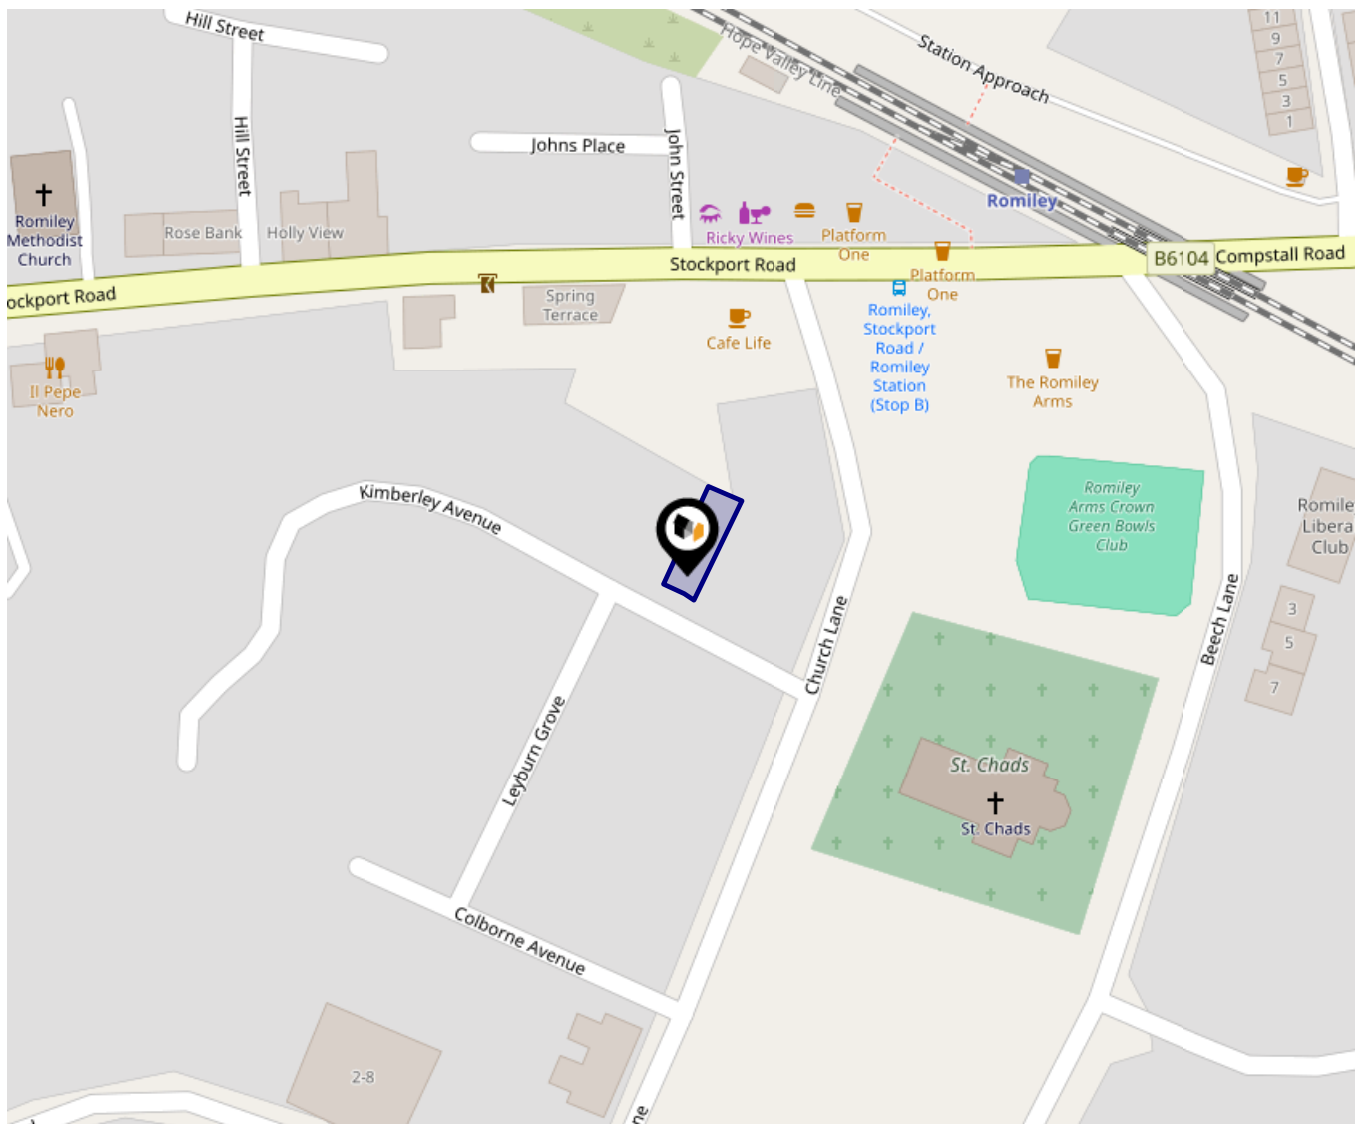 Hill Street
Hope Valley Line
Station Approach
11
9
7
5
3
1
Hill Street
Johns Place
John Street
Romiley
Methodist
Church
Rose Bank
Holly View
Ricky Wines
Platform
One
Romiley
Stockport Road
Platform
One
B6104
Compstall Road
ockport Road
Spring
Terrace
Cafe Life
Romiley,
Stockport
Road /
Romiley
Station
(Stop B)
The Romiley
Arms
Il Pepe
Nero
Kimberley Avenue
Romiley
Arms Crown
Green Bowls
Club
Romile
Libera
Club
Church Lane
Beech Lane
3
5
7
Leyburn Grove
St. Chads
St. Chads
Colborne Avenue
2-8
ne